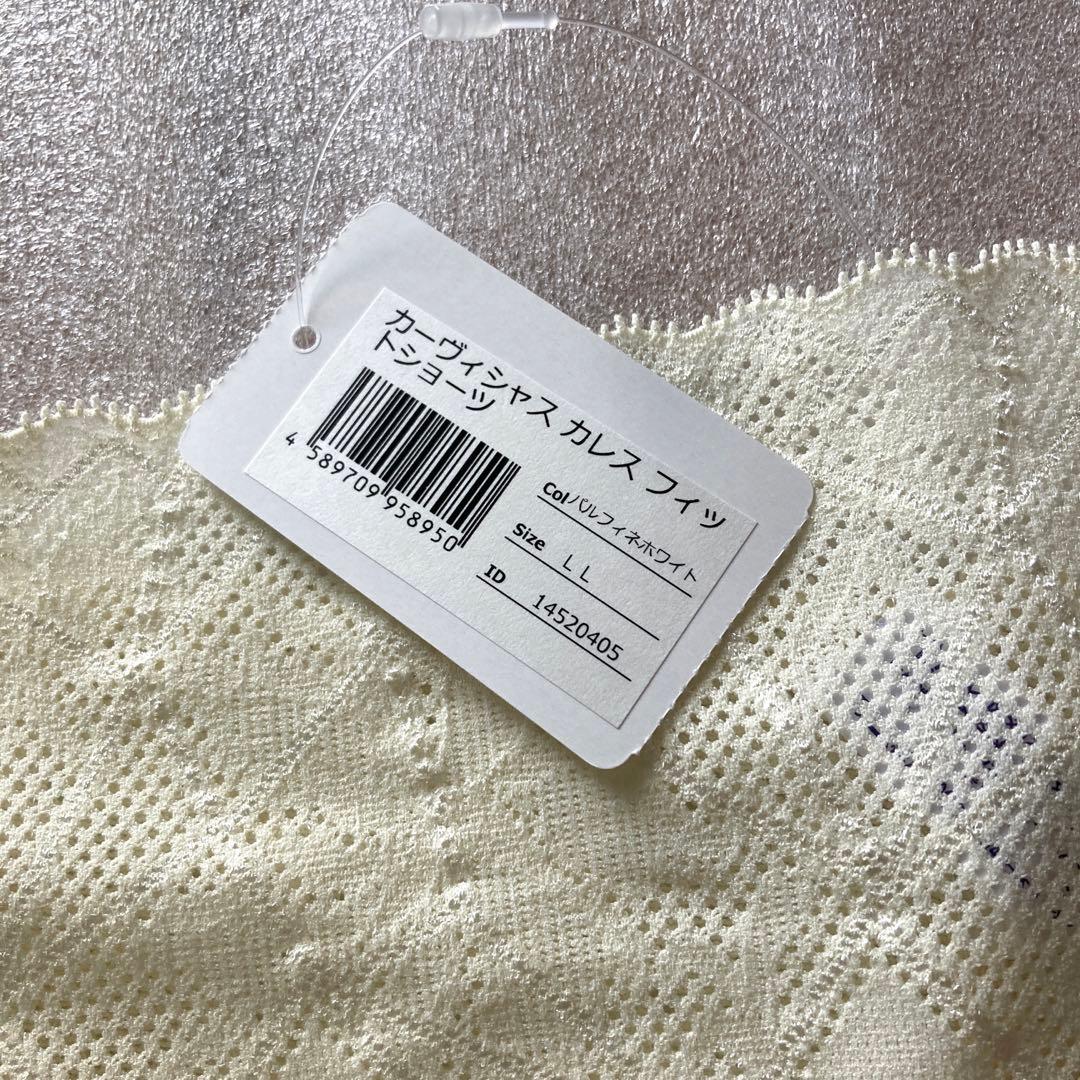 カーヴィシャス カレス フィッ
トショーツ
4 589709 958950
Col パルフィネホワイト
Size LL
ID 14520405